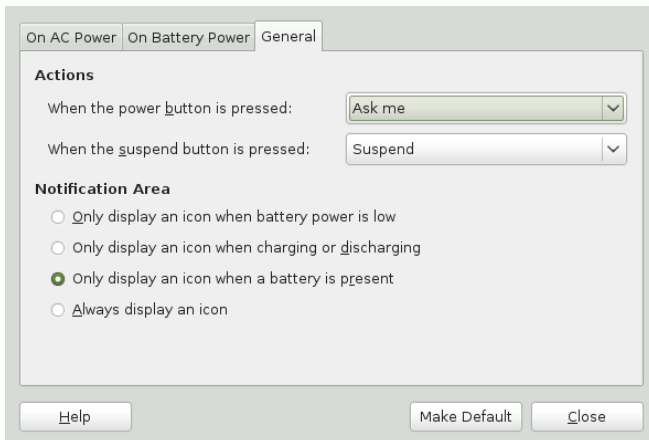 On AC Power On Battery Power General
Actions
When the power button is pressed: Ask me
When the suspend button is pressed: Suspend
Notification Area
Only display an icon when battery power is low
Only display an icon when charging or discharging
Only display an icon when a battery is present
Always display an icon
Help Make Default Close